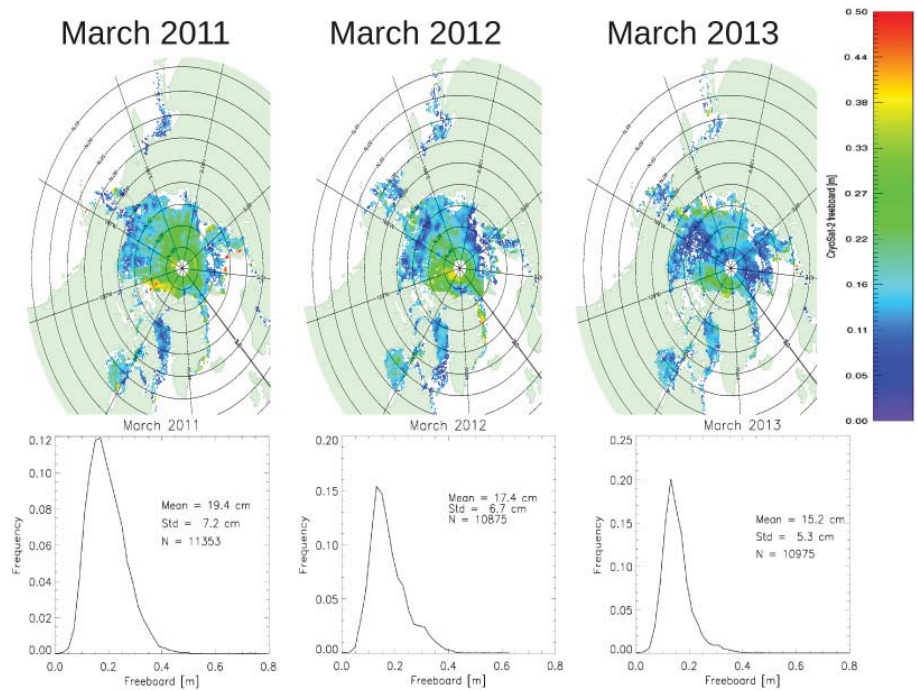 March 2011
March 2012
March 2013
0.50
0.44
0.38
0.33
0.27
0.22
0.16
0.11
0.05
0.00
CryoSat-2 freeboard [m]
March 2011
0.12
0.10
0.08
0.06
0.04
0.02
0.00
Frequency
Mean = 19.4 cm
Std = 7.2 cm
N = 11353
0.0 0.2 0.4 0.6 0.8
Freeboard [m]
March 2012
0.20
0.15
0.10
0.05
0.00
Frequency
Mean = 17.4 cm
Std = 6.7 cm
N = 10875
0.0 0.2 0.4 0.6 0.8
Freeboard [m]
March 2013
0.25
0.20
0.15
0.10
0.05
0.00
Frequency
Mean = 15.2 cm
Std = 5.3 cm
N = 10975
0.0 0.2 0.4 0.6 0.8
Freeboard [m]